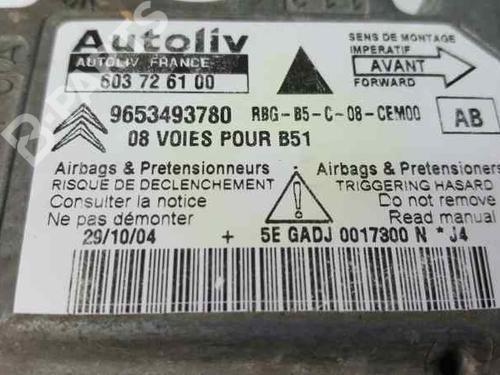 Autoliv
AUTOLIV FRANCE
603 72 61 00
SENS DE MONTAGE
IMPERATIF
AVANT
FORWARD
9653493780 RBG-B5-C-08-CEM00
AB
08 VOIES POUR B51
Airbags & Pretensionneurs
RISQUE DE DECLENCHEMENT
Consulter la notice
Ne pas démonter
Airbags & Pretensioners
TRIGGERING HASARD
Do not remove
Read manual
29/10/04 + 5E GADJ 0017300 N * J4
B-PARTS